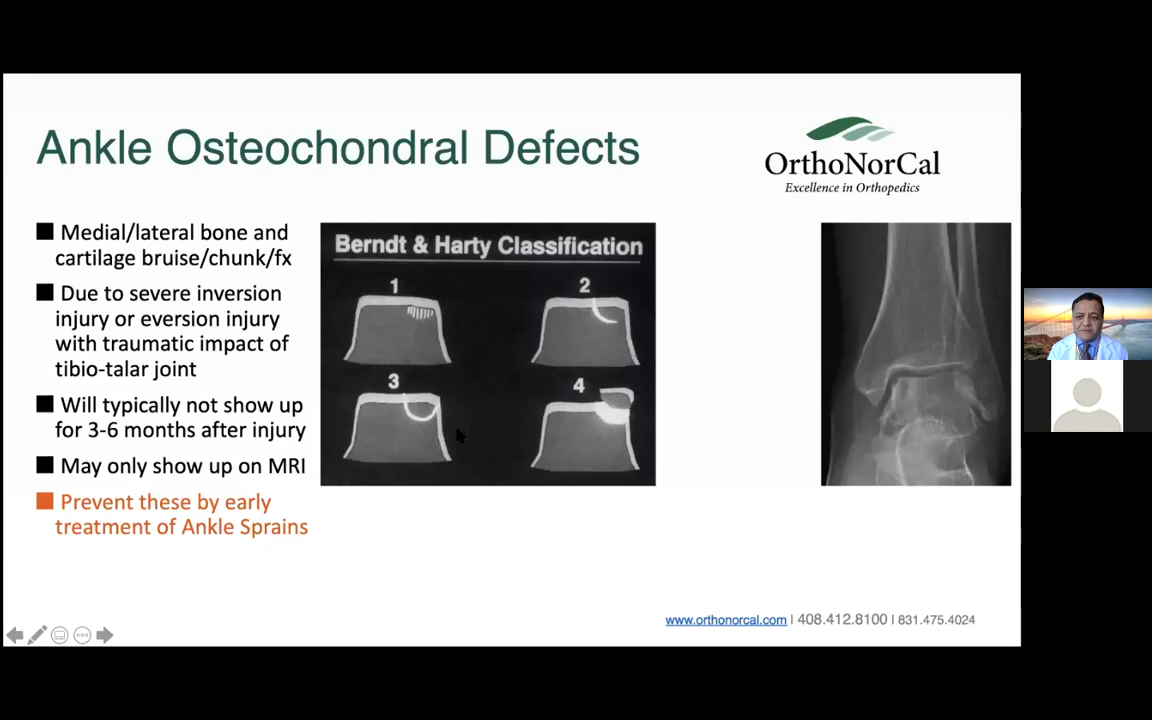 Ankle Osteochondral Defects
OrthoNorCal
Excellence in Orthopedics
Medial/lateral bone and
cartilage bruise/chunk/fx
Due to severe inversion
injury or eversion injury
with traumatic impact of
tibio-talar joint
Will typically not show up
for 3-6 months after injury
May only show up on MRI
Prevent these by early
treatment of Ankle Sprains
Berndt & Harty Classification
1
2
3
4
www.orthonorcal.com | 408.412.8100 | 831.475.4024